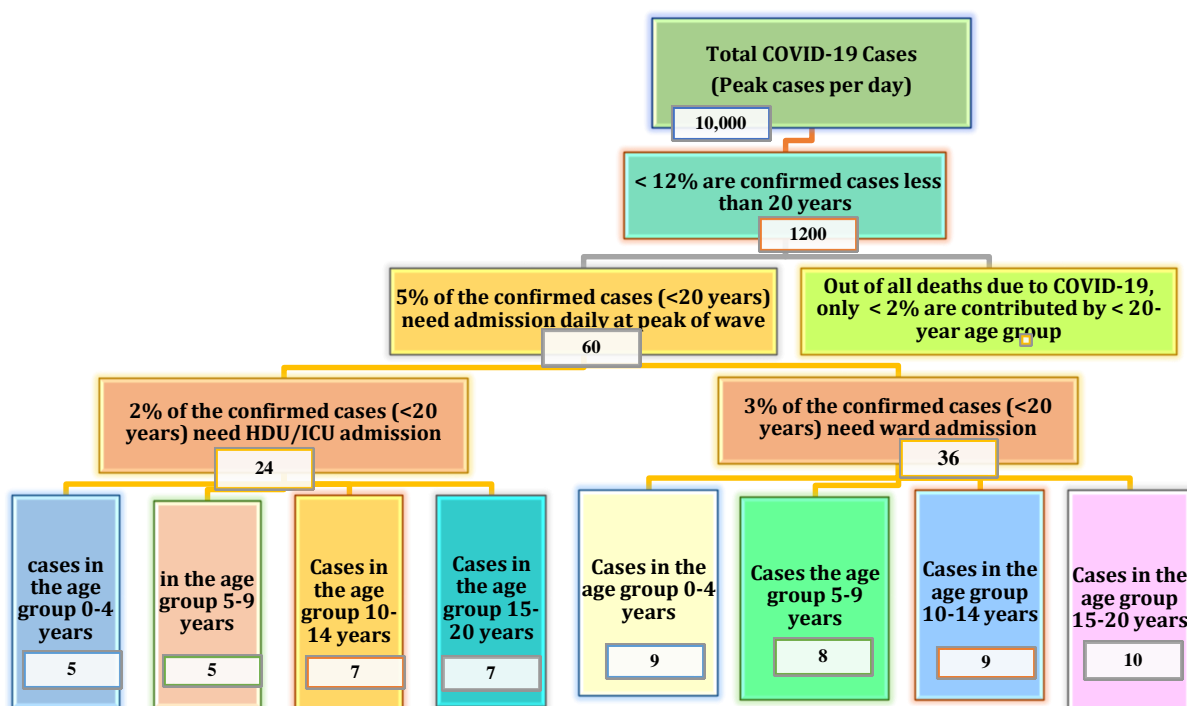 Total COVID-19 Cases
(Peak cases per day)
10,000
< 12% are confirmed cases less
than 20 years
1200
5% of the confirmed cases (<20 years)
need admission daily at peak of wave
60
Out of all deaths due to COVID-19,
only < 2% are contributed by < 20-
year age group
2% of the confirmed cases (<20
years) need HDU/ICU admission
24
3% of the confirmed cases (<20
years) need ward admission
36
cases in
the age
group 0-4
years
5
in the age
group 5-9
years
5
Cases in
the age
group 10-
14 years
7
Cases in
the age
group 15-
20 years
7
Cases in the
age group 0-4
years
9
Cases the age
group 5-9
years
8
Cases in the
age group
10-14 years
9
Cases in the
age group
15-20 years
10